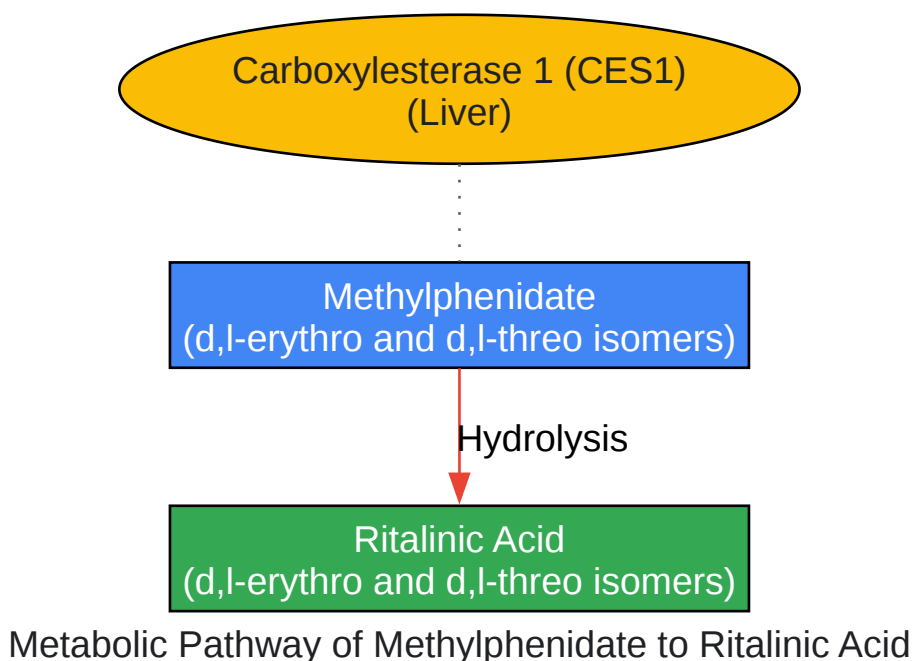 Carboxylesterase 1 (CES1)
(Liver)
Methylphenidate
(d,l-erythro and d,l-threo isomers)
Hydrolysis
Ritalinic Acid
(d,l-erythro and d,l-threo isomers)
Metabolic Pathway of Methylphenidate to Ritalinic Acid